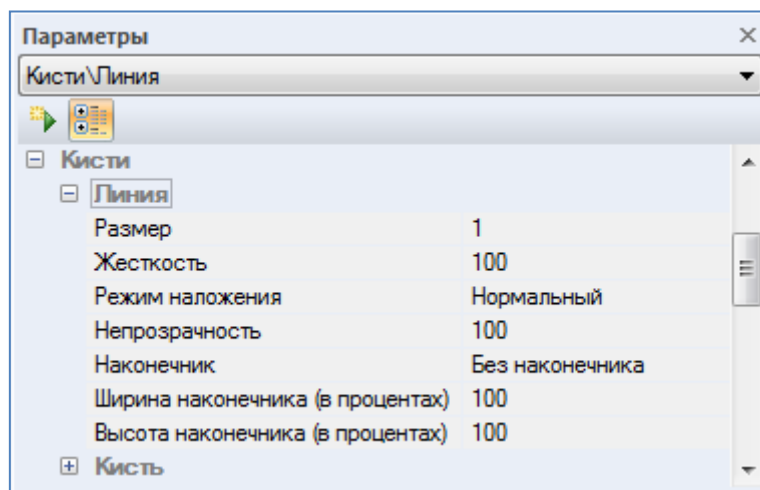 Параметры
Кисти\Линия
Кисти
Линия
Размер 1
Жесткость 100
Режим наложения Нормальный
Непрозрачность 100
Наконечник Без наконечника
Ширина наконечника (в процентах) 100
Высота наконечника (в процентах) 100
Кисть